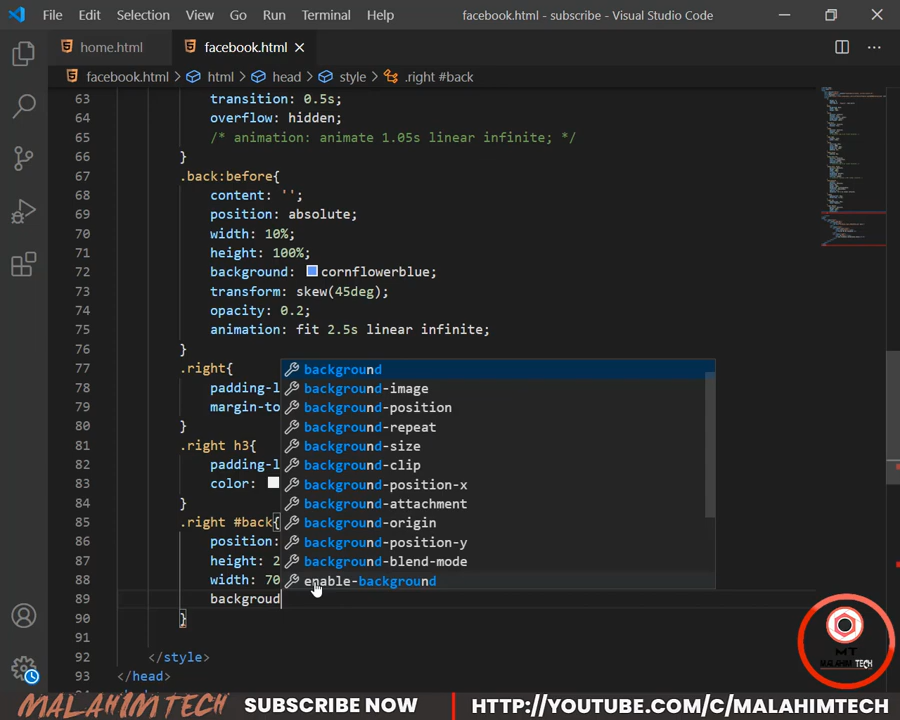 File Edit Selection View Go Run Terminal Help facebook.html - subscribe - Visual Studio Code
home.html facebook.html
facebook.html > html > head > style > .right #back
63 transition: 0.5s;
64 overflow: hidden;
65 /* animation: animate 1.05s linear infinite; */
66 }
67 .back:before{
68 content: '';
69 position: absolute;
70 width: 10%;
71 height: 100%;
72 background: cornflowerblue;
73 transform: skew(45deg);
74 opacity: 0.2;
75 animation: fit 2.5s linear infinite;
76 }
77 .right{
78 padding-l
79 margin-to
80 }
81 .right h3{
82 padding-l
83 color:
84 }
85 .right #back{
86 position:
87 height: 2
88 width: 70
89 backgroud
90 }
91
92 </style>
93 </head>
background
background-image
background-position
background-repeat
background-size
background-clip
background-position-x
background-attachment
background-origin
background-position-y
background-blend-mode
enable-background
MT
MALAHIM TECH
MALAHIM TECH SUBSCRIBE NOW HTTP://YOUTUBE.COM/C/MALAHIMTECH